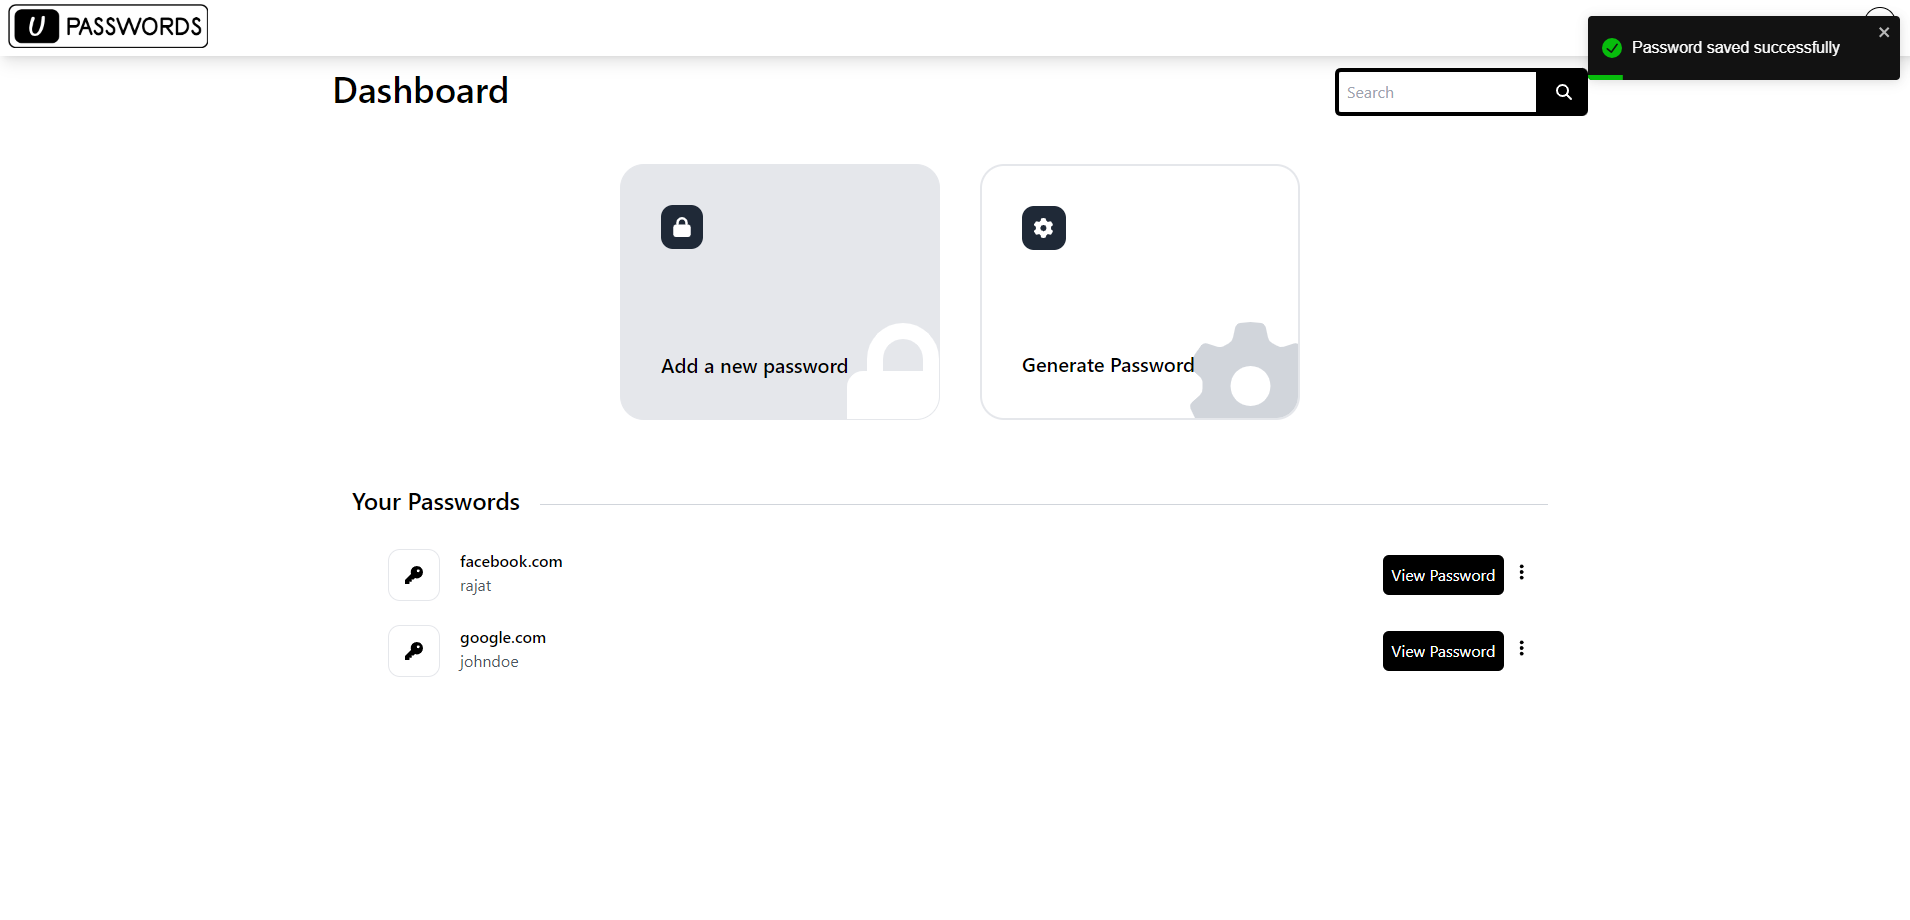 U PASSWORDS
Password saved successfully
Dashboard
Search
Add a new password
Generate Password
Your Passwords
facebook.com
rajat
View Password
google.com
johndoe
View Password